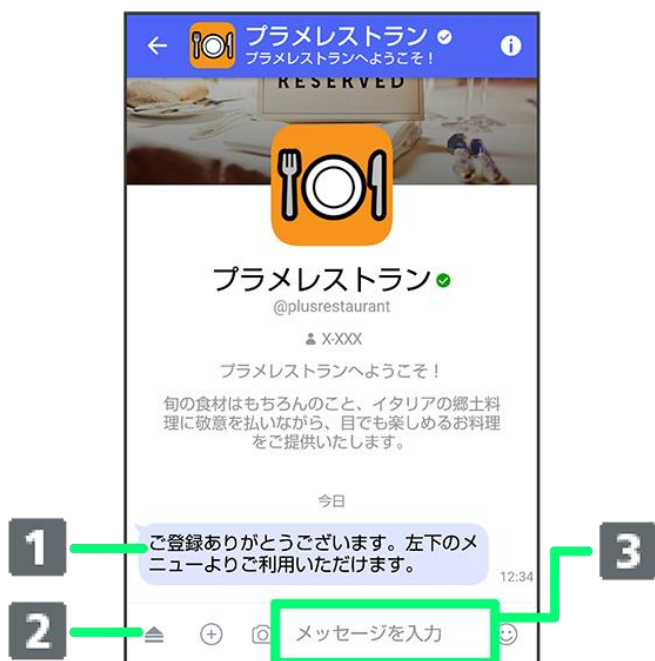 プラメレストラン
プラメレストランへようこそ！
RESERVED
プラメレストラン
@plusrestaurant
X-XXX
プラメレストランへようこそ！
旬の食材はもちろんのこと、イタリアの郷土料
理に敬意を払いながら、目でも楽しめるお料理
をご提供いたします。
今日
1
ご登録ありがとうございます。左下のメ
ニューよりご利用いただけます。
12:34
3
2
メッセージを入力